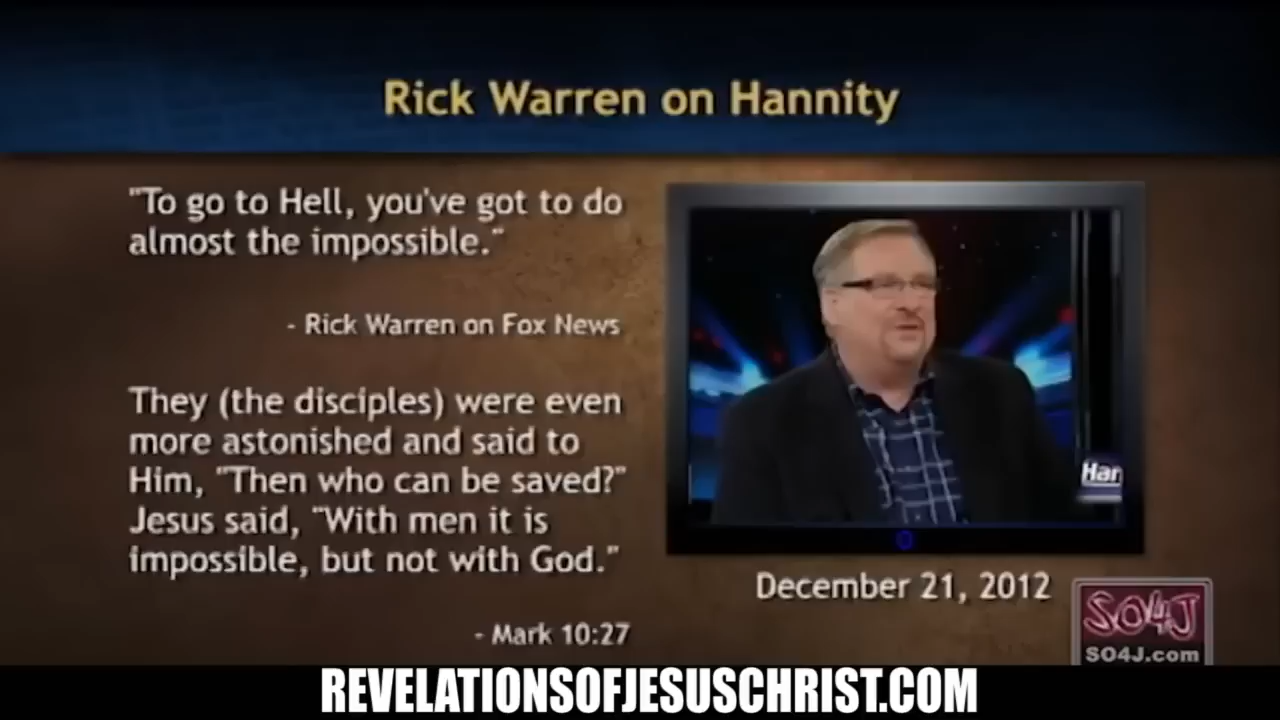 Rick Warren on Hannity
"To go to Hell, you've got to do
almost the impossible."
- Rick Warren on Fox News
They (the disciples) were even
more astonished and said to
Him, "Then who can be saved?"
Jesus said, "With men it is
impossible, but not with God."
- Mark 10:27
Han
December 21, 2012
SO4J
SO4J.com
REVELATIONSOFJESUSCHRIST.COM